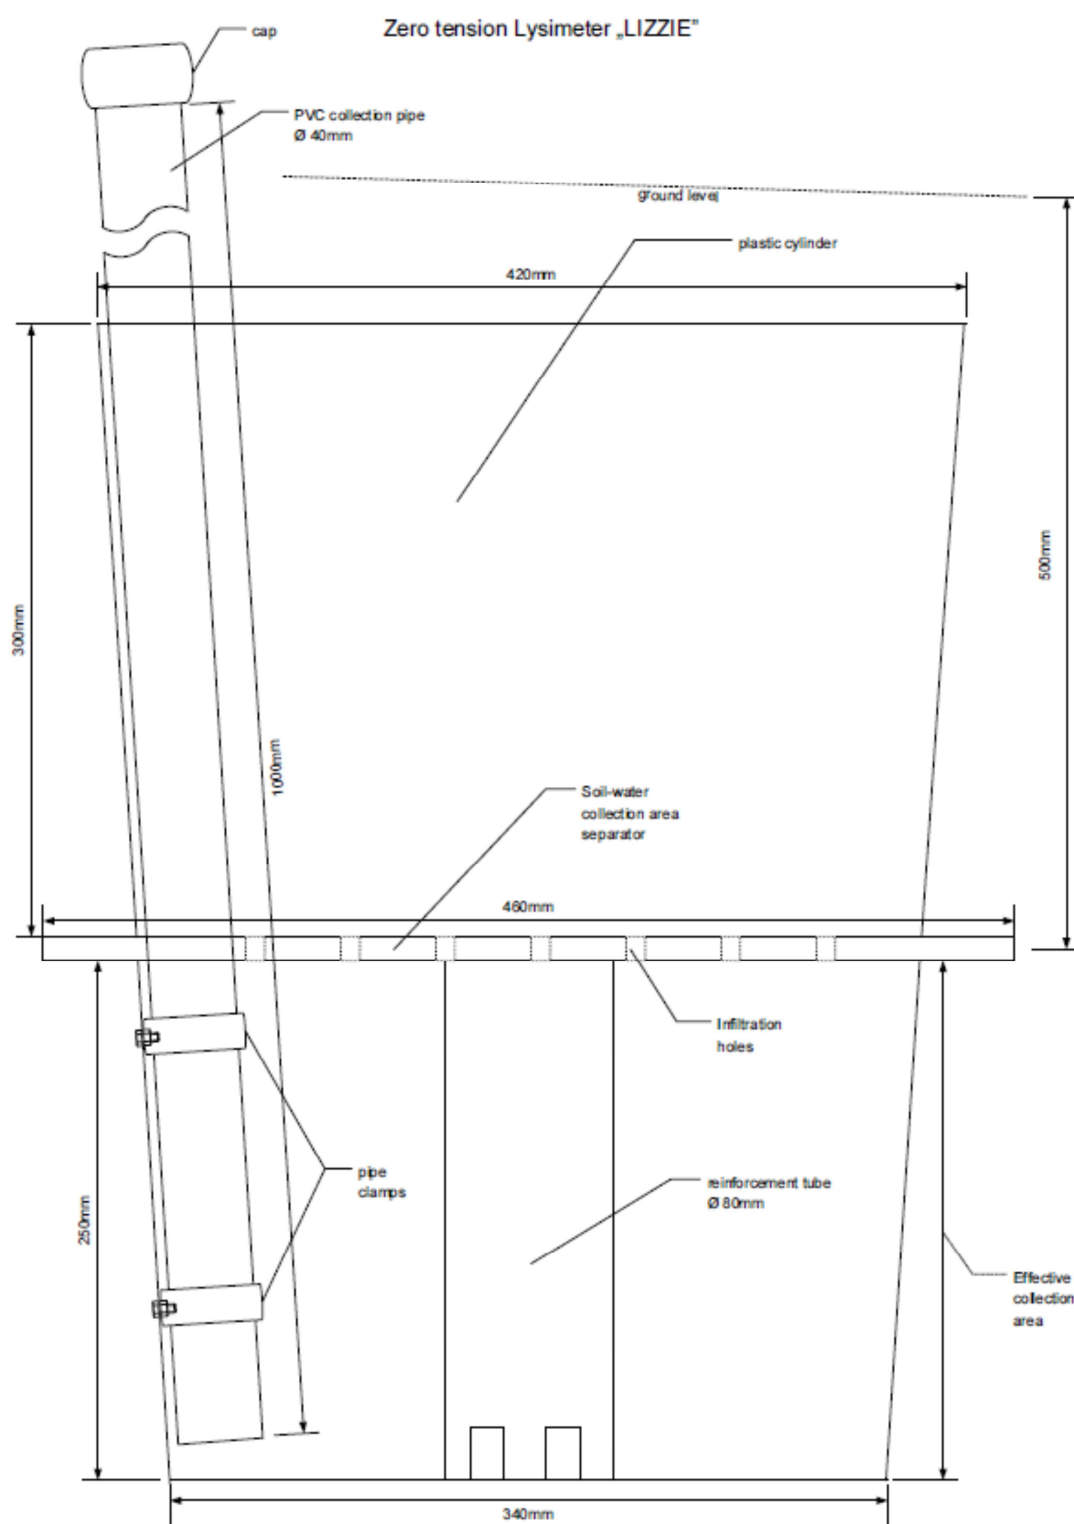 Zero tension Lysimeter „LIZZIE”
cap
PVC collection pipe
Ø 40mm
ground level
plastic cylinder
420mm
500mm
300mm
1000mm
Soil-water
collection area
separator
460mm
Infiltration
holes
pipe
clamps
reinforcement tube
Ø 80mm
250mm
Effective
collection
area
340mm